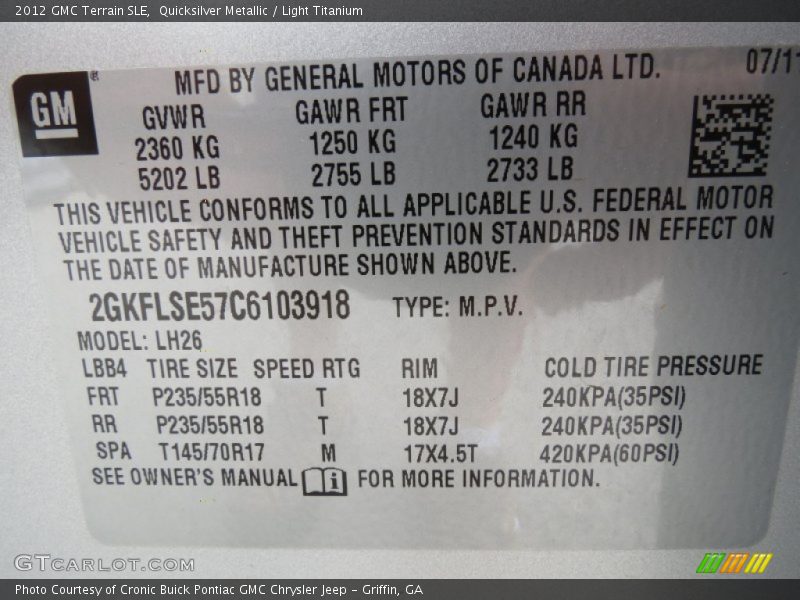 2012 GMC Terrain SLE,  Quicksilver Metallic / Light Titanium
MFD BY GENERAL MOTORS OF CANADA LTD. 07/11
GM
GVWR GAWR FRT GAWR RR
2360 KG 1250 KG 1240 KG
5202 LB 2755 LB 2733 LB
THIS VEHICLE CONFORMS TO ALL APPLICABLE U.S. FEDERAL MOTOR
VEHICLE SAFETY AND THEFT PREVENTION STANDARDS IN EFFECT ON
THE DATE OF MANUFACTURE SHOWN ABOVE.
2GKFLSE57C6103918 TYPE: M.P.V.
MODEL: LH26
LBB4 TIRE SIZE SPEED RTG RIM COLD TIRE PRESSURE
FRT P235/55R18 T 18X7J 240KPA(35PSI)
RR P235/55R18 T 18X7J 240KPA(35PSI)
SPA T145/70R17 M 17X4.5T 420KPA(60PSI)
SEE OWNER'S MANUAL FOR MORE INFORMATION.
GTCARLOT.COM
Photo Courtesy of Cronic Buick Pontiac GMC Chrysler Jeep - Griffin, GA